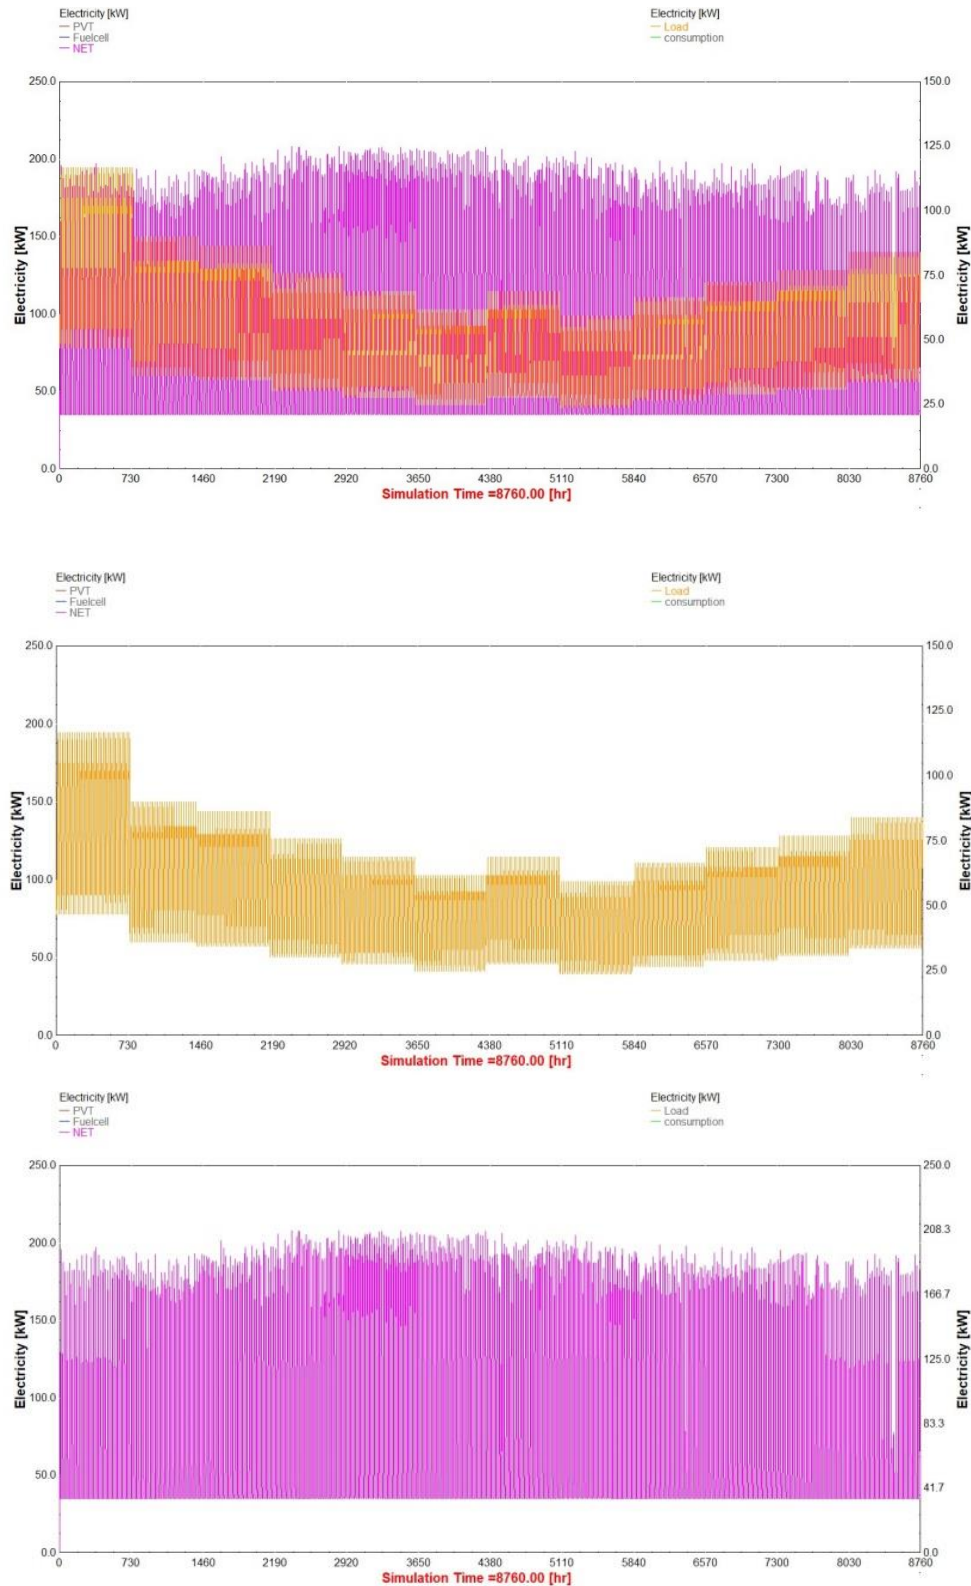 Electricity [kW]
— PVT
— Fuelcell
— NET
Electricity [kW]
— Load
— consumption
250.0
200.0
150.0
100.0
50.0
0.0
Electricity [kW]
150.0
125.0
100.0
75.0
50.0
25.0
0.0
Electricity [kW]
0 730 1460 2190 2920 3650 4380 5110 5840 6570 7300 8030 8760
Simulation Time =8760.00 [hr]
Electricity [kW]
— PVT
— Fuelcell
— NET
Electricity [kW]
— Load
— consumption
250.0
200.0
150.0
100.0
50.0
0.0
Electricity [kW]
150.0
125.0
100.0
75.0
50.0
25.0
0.0
Electricity [kW]
0 730 1460 2190 2920 3650 4380 5110 5840 6570 7300 8030 8760
Simulation Time =8760.00 [hr]
Electricity [kW]
— PVT
— Fuelcell
— NET
Electricity [kW]
— Load
— consumption
250.0
200.0
150.0
100.0
50.0
0.0
Electricity [kW]
250.0
208.3
166.7
125.0
83.3
41.7
0.0
Electricity [kW]
0 730 1460 2190 2920 3650 4380 5110 5840 6570 7300 8030 8760
Simulation Time =8760.00 [hr]